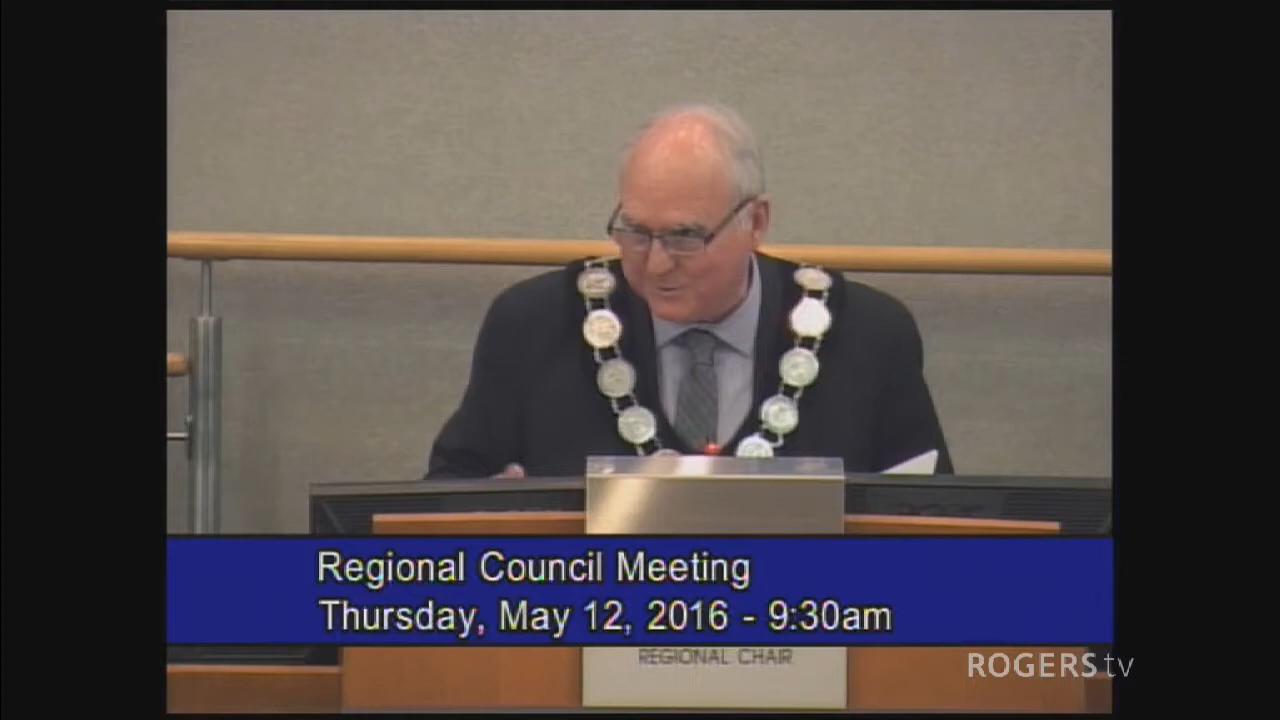 Regional Council Meeting
Thursday, May 12, 2016 - 9:30am
REGIONAL CHAIR
ROGERS tv